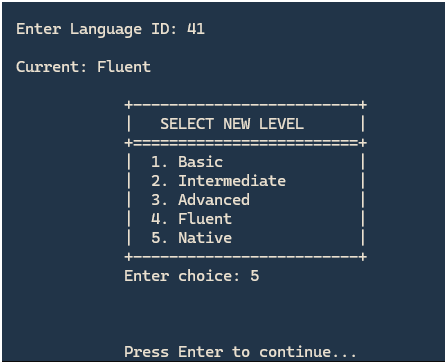 Enter Language ID: 41
Current: Fluent
+-------------------------+
|   SELECT NEW LEVEL      |
+=========================+
|  1. Basic               |
|  2. Intermediate        |
|  3. Advanced            |
|  4. Fluent              |
|  5. Native              |
+-------------------------+
Enter choice: 5
Press Enter to continue...